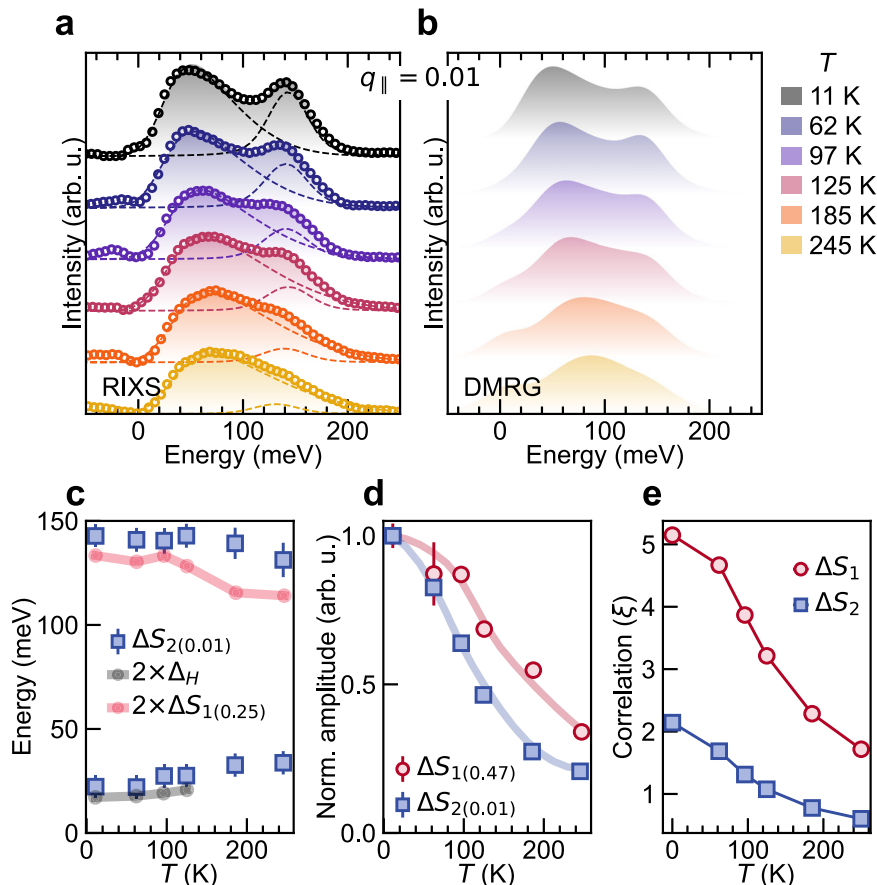 a
b
q∥ = 0.01
T
11 K
62 K
97 K
125 K
185 K
245 K
Intensity (arb. u.)
Intensity (arb. u.)
RIXS
DMRG
0 100 200
0 100 200
Energy (meV)
Energy (meV)
c
d
e
150
100
50
0
Energy (meV)
ΔS2(0.01)
2×ΔH
2×ΔS1(0.25)
0 100 200
T (K)
1.0
0.5
0.0
Norm. amplitude (arb. u.)
ΔS1(0.47)
ΔS2(0.01)
0 100 200
T (K)
5
4
3
2
1
Correlation (ξ)
ΔS1
ΔS2
0 100 200
T (K)